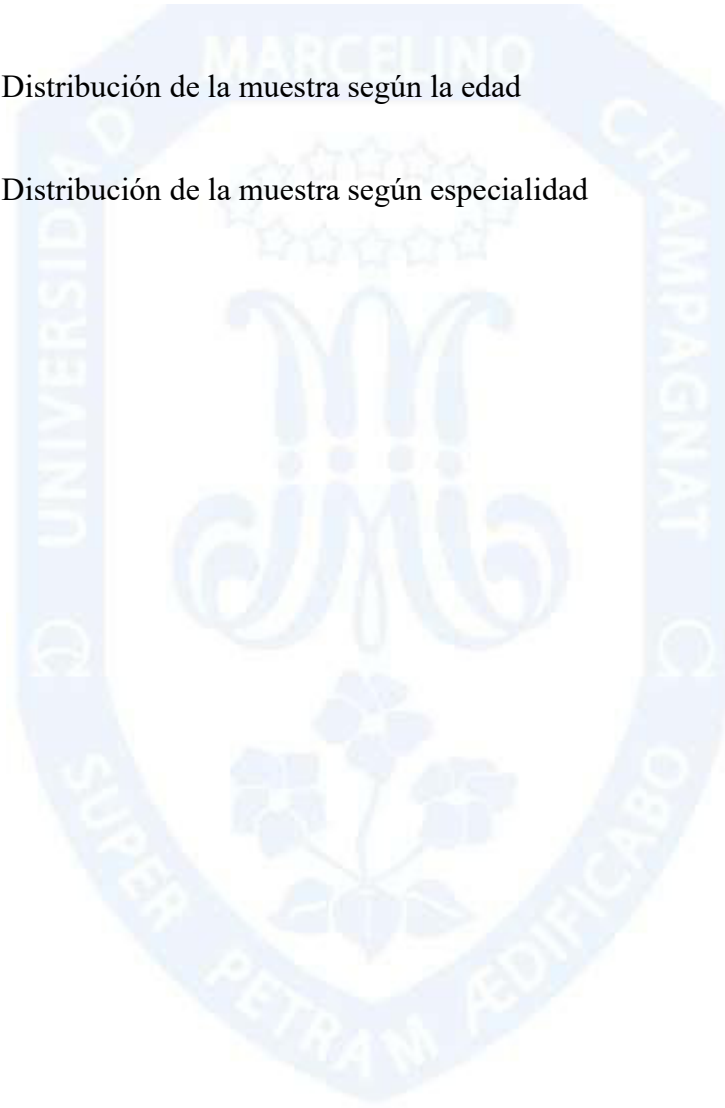 MARCELINO
Distribución de la muestra según la edad
Distribución de la muestra según especialidad
UNIVERSIDAD
CHAMPAGNAT
SUPER PETRAM ÆDIFICABO